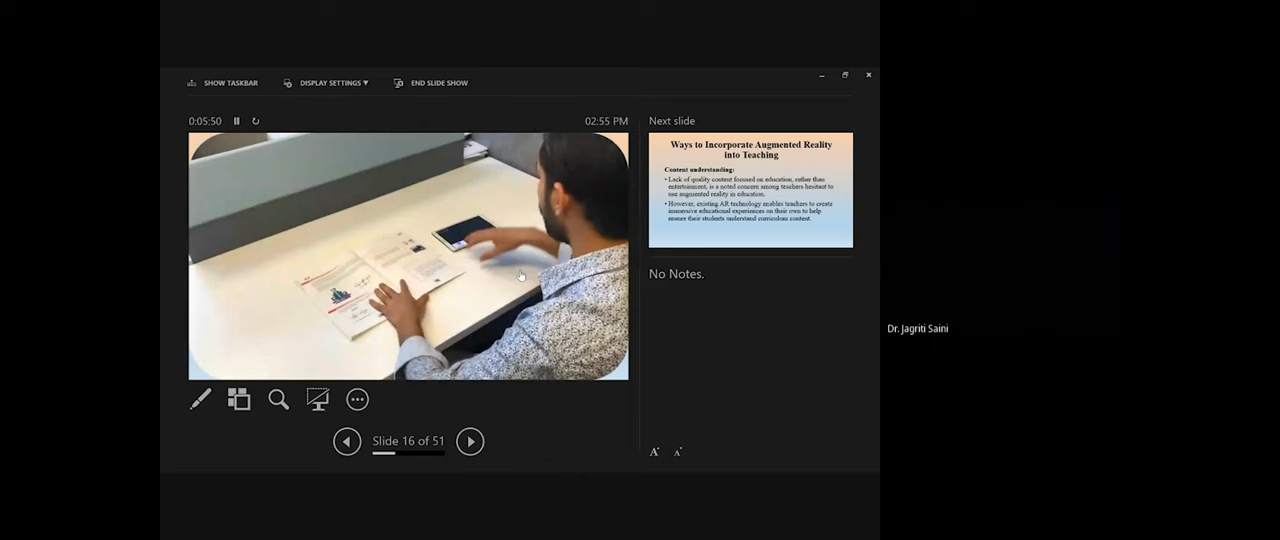 SHOW TASKBAR
DISPLAY SETTINGS ▼
END SLIDE SHOW
0:05:50
02:55 PM
Next slide
Ways to Incorporate Augmented Reality
into Teaching
Content understanding:
• Lack of quality content focused on education, rather than
entertainment, is a noted concern among teachers hesitant to
use augmented reality in education.
• However, existing AR technology enables teachers to create
immersive educational experiences on their own to help
ensure their students understand curriculum content.
No Notes.
Slide 16 of 51
A
A
Dr. Jagriti Saini